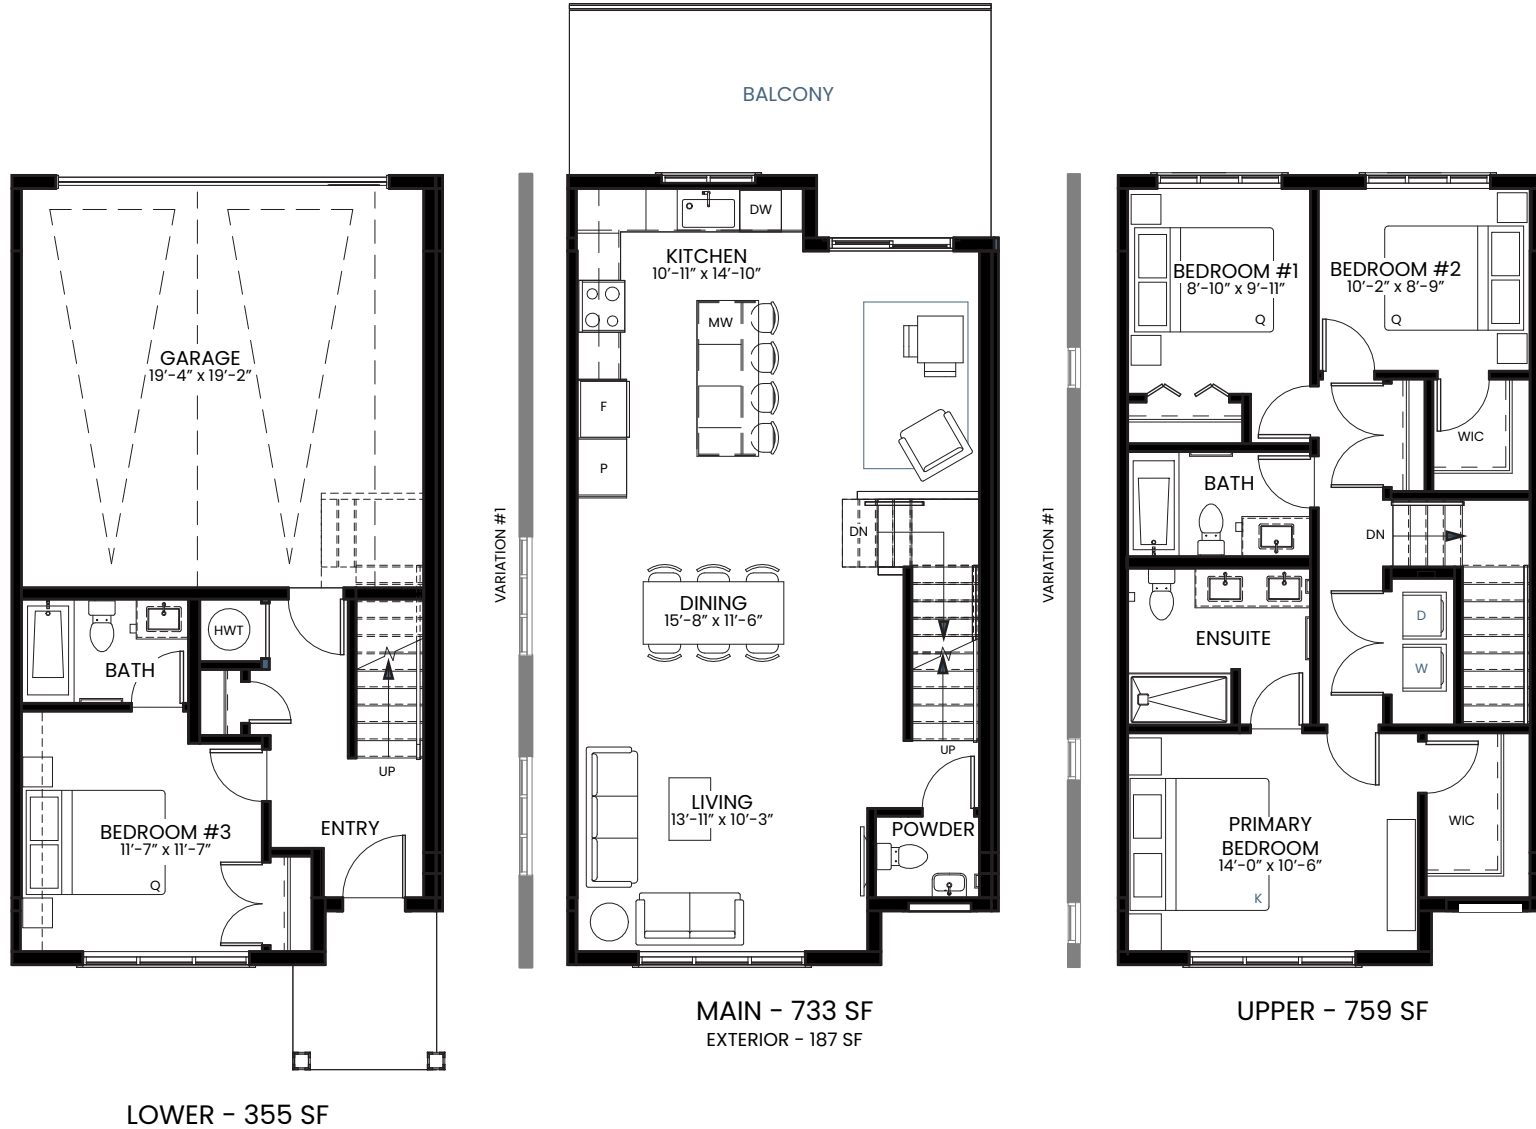 GARAGE
19’-4” x 19’-2”
BATH
HWT
UP
BEDROOM #3
11’-7” x 11’-7”
Q
ENTRY
LOWER - 355 SF
VARIATION #1
BALCONY
DW
KITCHEN
10’-11” x 14’-10”
MW
F
P
DN
DINING
15’-8” x 11’-6”
UP
LIVING
13’-11” x 10’-3”
POWDER
MAIN - 733 SF
EXTERIOR - 187 SF
VARIATION #1
BEDROOM #1
8’-10” x 9’-11”
Q
BEDROOM #2
10’-2” x 8’-9”
Q
WIC
BATH
DN
ENSUITE
D
W
PRIMARY
BEDROOM
14’-0” x 10’-6”
K
WIC
UPPER - 759 SF